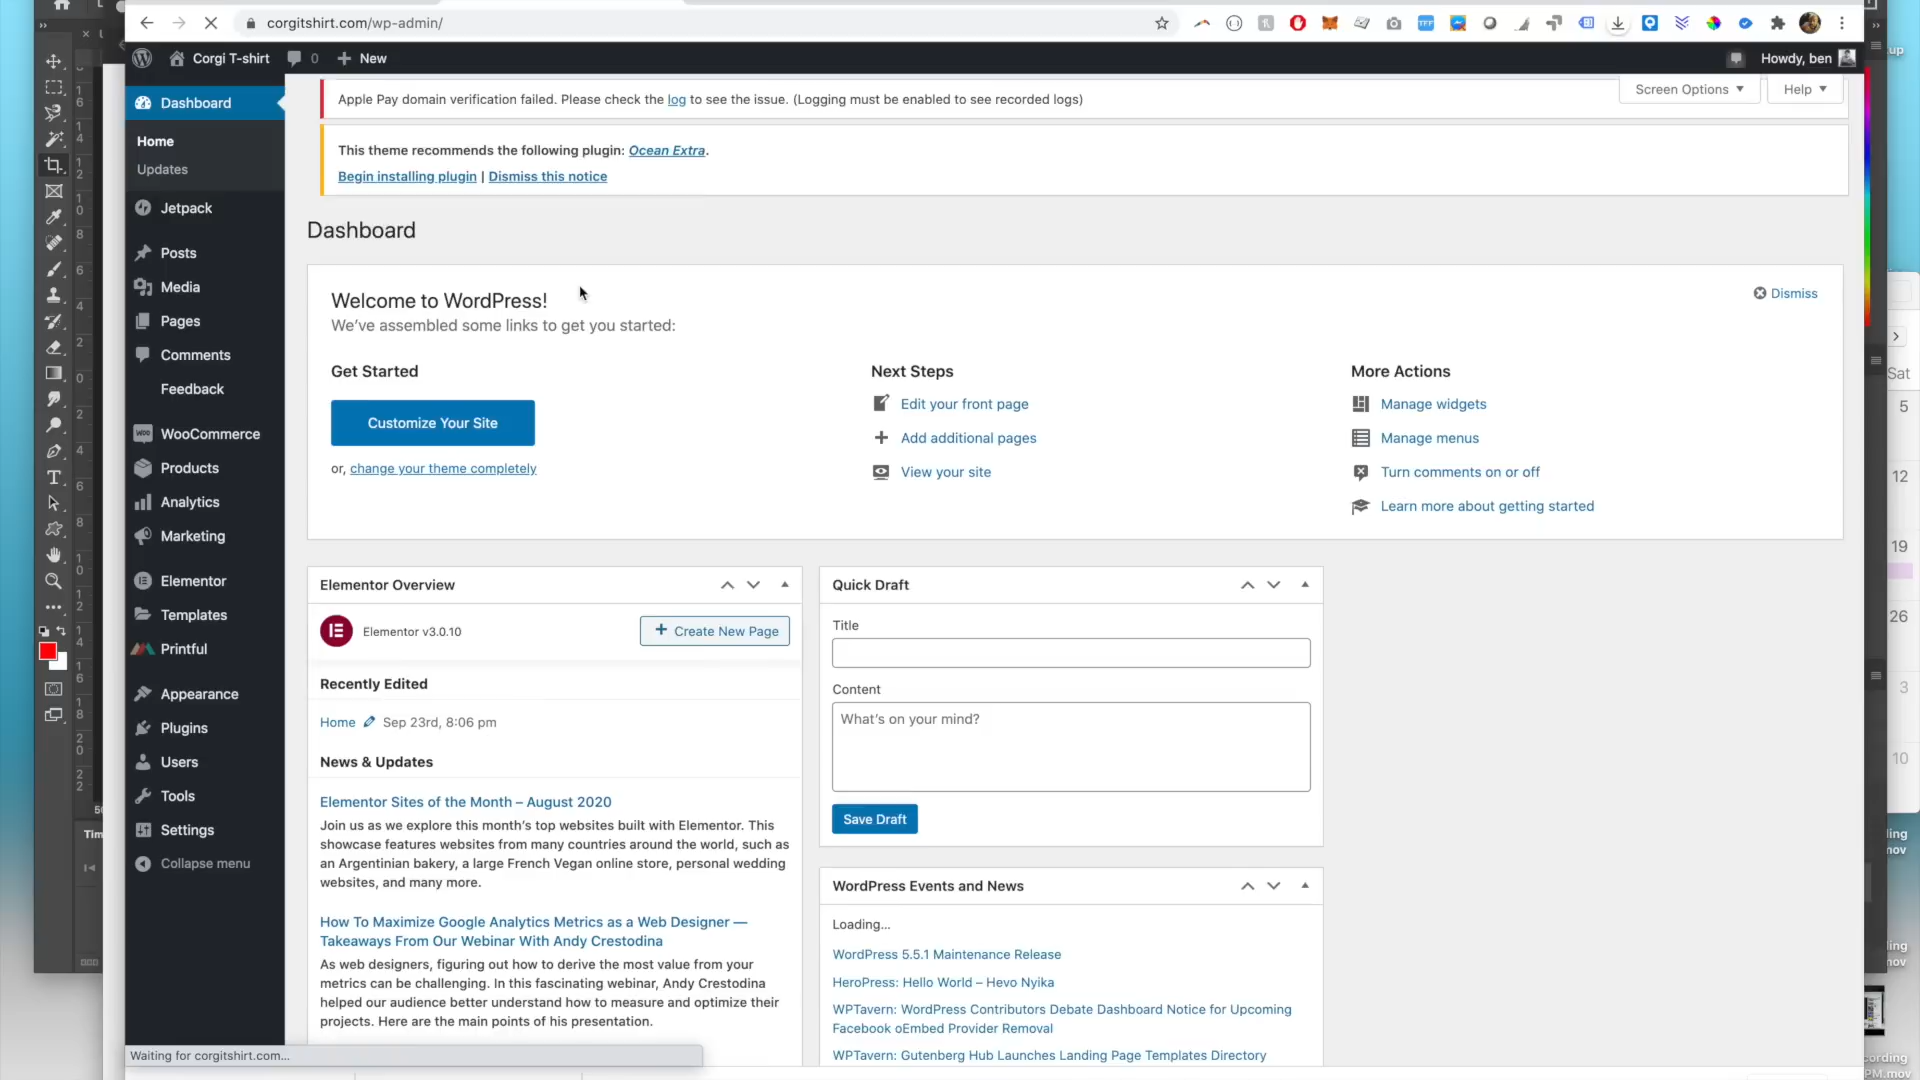 corgitshirt.com/wp-admin/
Corgi T-shirt
0
New
Howdy, ben
Dashboard
Home
Updates
Jetpack
Posts
Media
Pages
Comments
Feedback
WooCommerce
Products
Analytics
Marketing
Elementor
Templates
Printful
Appearance
Plugins
Users
Tools
Settings
Collapse menu
Apple Pay domain verification failed. Please check the log to see the issue. (Logging must be enabled to see recorded logs)
Screen Options
Help
This theme recommends the following plugin: Ocean Extra.
Begin installing plugin | Dismiss this notice
Dashboard
Welcome to WordPress!
We've assembled some links to get you started:
Dismiss
Get Started
Customize Your Site
or, change your theme completely
Next Steps
Edit your front page
Add additional pages
View your site
More Actions
Manage widgets
Manage menus
Turn comments on or off
Learn more about getting started
Elementor Overview
Elementor v3.0.10
Create New Page
Recently Edited
Home Sep 23rd, 8:06 pm
News & Updates
Elementor Sites of the Month – August 2020
Join us as we explore this month's top websites built with Elementor. This
showcase features websites from many countries around the world, such as
an Argentinian bakery, a large French Vegan online store, personal wedding
websites, and many more.
How To Maximize Google Analytics Metrics as a Web Designer —
Takeaways From Our Webinar With Andy Crestodina
As web designers, figuring out how to derive the most value from your
metrics can be challenging. In this fascinating webinar, Andy Crestodina
helped our audience better understand how to measure and optimize their
projects. Here are the main points of his presentation.
Quick Draft
Title
Content
What's on your mind?
Save Draft
WordPress Events and News
Loading...
WordPress 5.5.1 Maintenance Release
HeroPress: Hello World – Hevo Nyika
WPTavern: WordPress Contributors Debate Dashboard Notice for Upcoming
Facebook oEmbed Provider Removal
WPTavern: Gutenberg Hub Launches Landing Page Templates Directory
Waiting for corgitshirt.com...
Sat
5
12
19
26
3
10